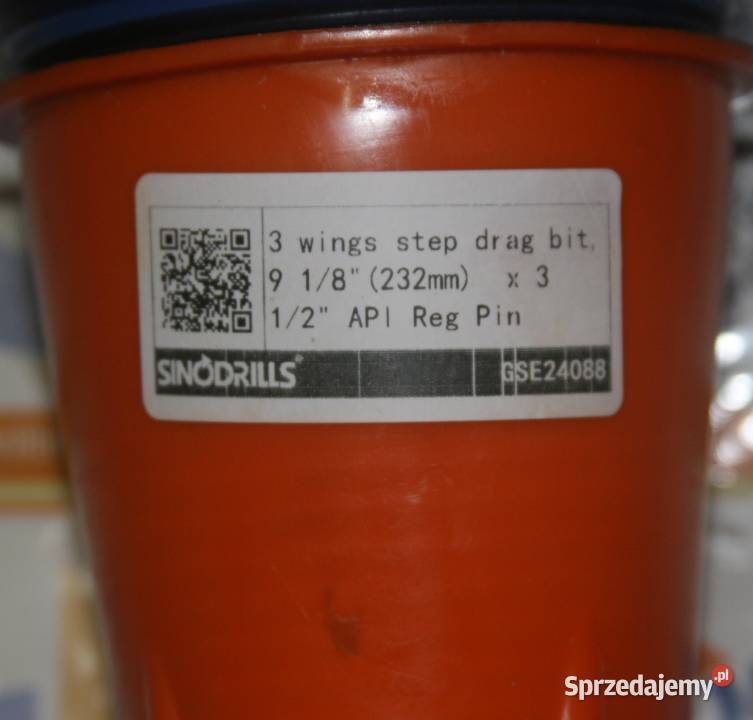 3 wings step drag bit,
9 1/8"(232mm) x 3
1/2" API Reg Pin
SINODRILLS® GSE24088
Sprzedajemy.pl